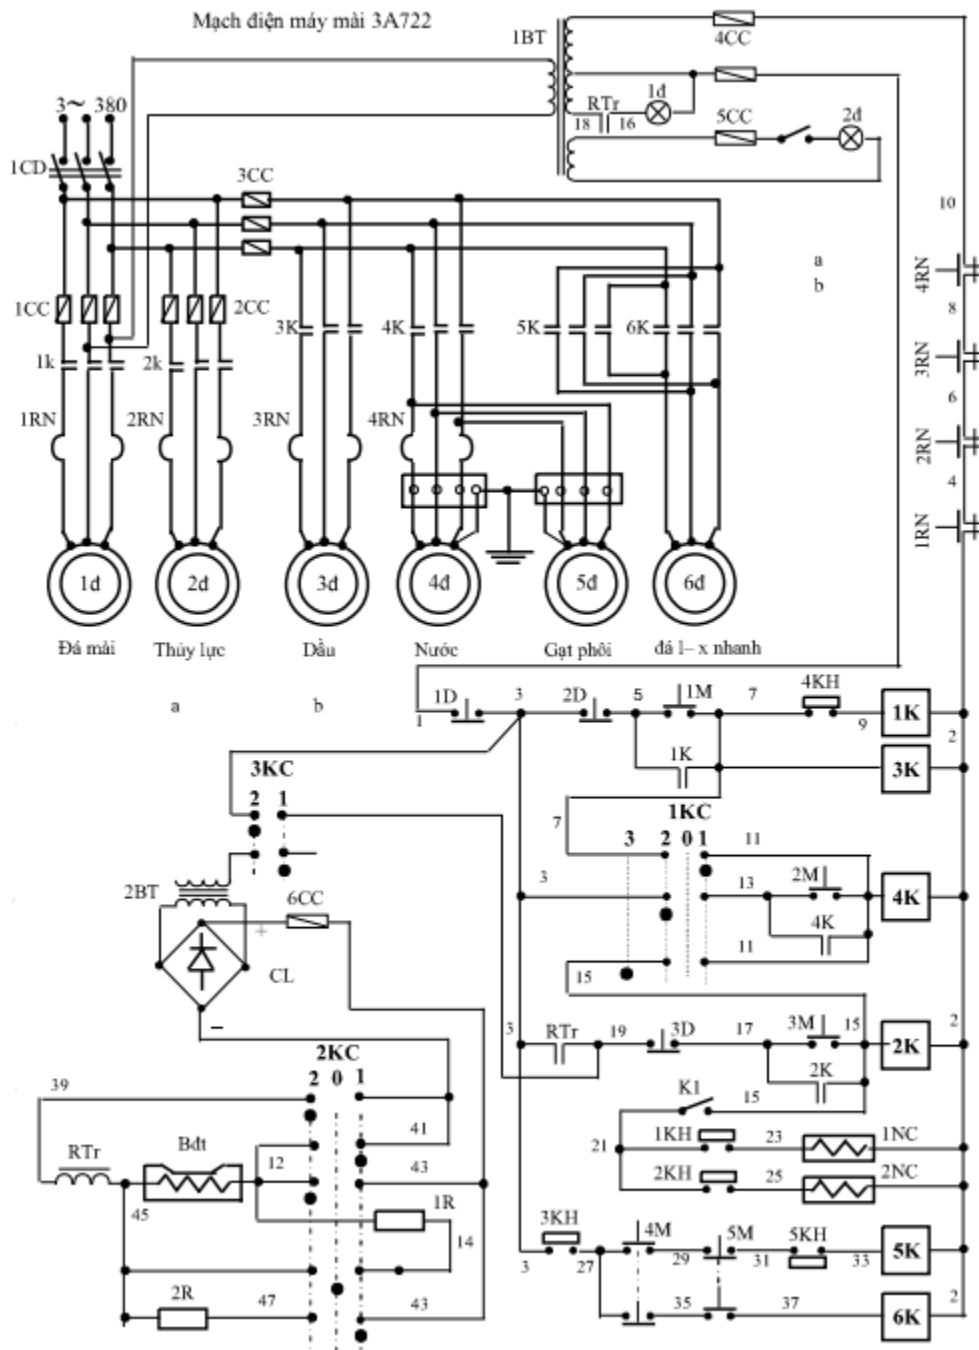 Mạch điện máy mài 3A722
1BT
4CC
RTr
1đ
18
16
5CC
2đ
3~ 380
1CD
3CC
10
a
b
4RN
8
1CC
2CC
3K
4K
5K
6K
3RN
1k
2k
6
1RN
2RN
3RN
4RN
2RN
4
1RN
1đ
2đ
3đ
4đ
5đ
6đ
Đá mài
Thủy lực
Dầu
Nước
Gạt phôi
đá l– x nhanh
a
b
1D
3
2D
5
1M
7
4KH
1K
1
9
2
1K
3K
3KC
2 1
7
1KC
3 2 0 1
11
3
13
2M
4K
4K
2BT
6CC
+
CL
11
15
–
3
RTr
19
3D
17
3M
15
2K
2
2KC
2 0 1
2K
39
K1
15
41
RTr
Bđt
12
43
21
1KH
23
1NC
2KH
25
2NC
45
1R
14
3KH
4M
5M
5KH
5K
3
27
29
31
33
2R
47
43
35
37
6K
2